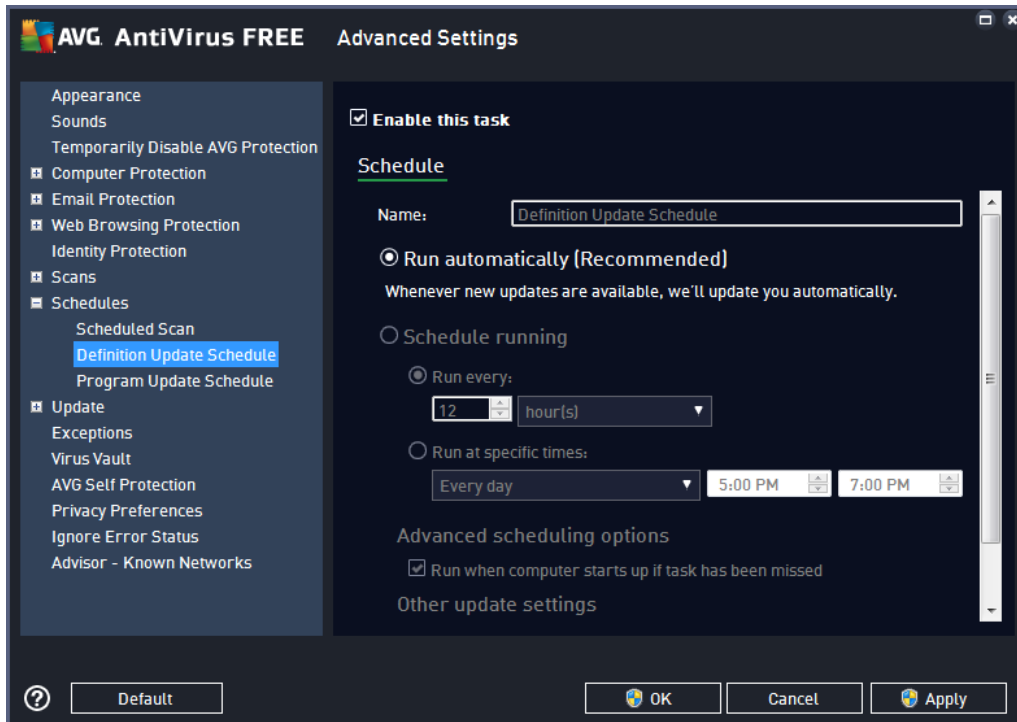 AVG. AntiVirus FREE
Advanced Settings
Appearance
Sounds
Temporarily Disable AVG Protection
Computer Protection
Email Protection
Web Browsing Protection
Identity Protection
Scans
Schedules
Scheduled Scan
Definition Update Schedule
Program Update Schedule
Update
Exceptions
Virus Vault
AVG Self Protection
Privacy Preferences
Ignore Error Status
Advisor - Known Networks
Enable this task
Schedule
Name: Definition Update Schedule
Run automatically (Recommended)
Whenever new updates are available, we'll update you automatically.
Schedule running
Run every:
12 hour(s)
Run at specific times:
Every day 5:00 PM 7:00 PM
Advanced scheduling options
Run when computer starts up if task has been missed
Other update settings
? Default OK Cancel Apply